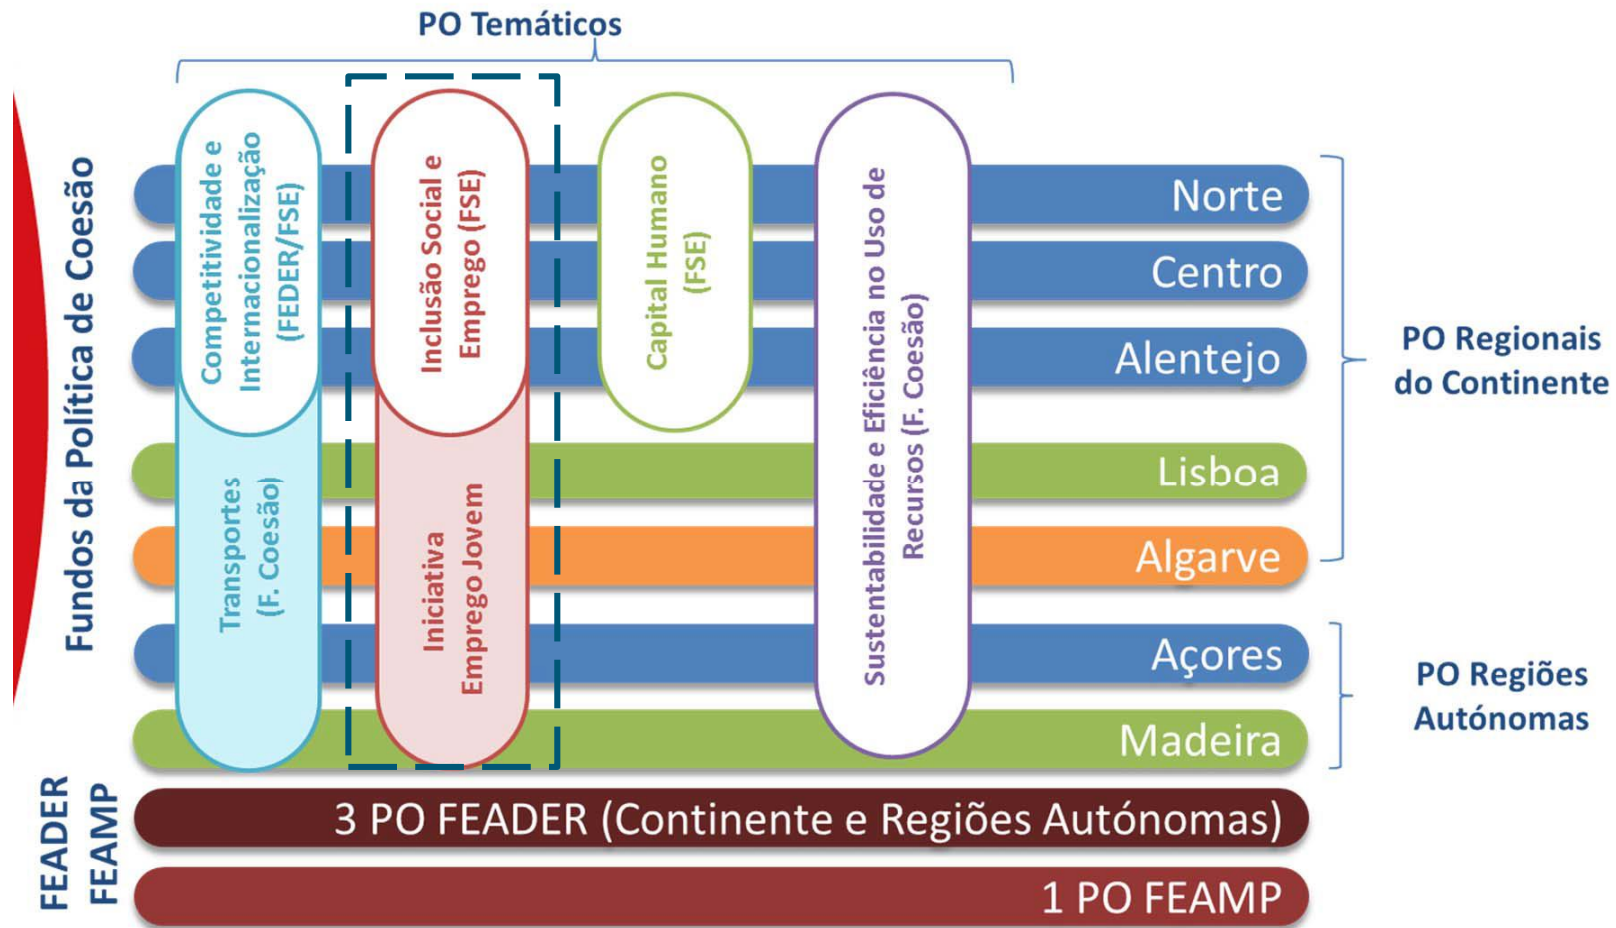 PO Temáticos
Fundos da Política de Coesão
Competitividade e
Internacionalização
(FEDER/FSE)
Transportes
(F. Coesão)
Inclusão Social e
Emprego (FSE)
Iniciativa
Emprego Jovem
Capital Humano
(FSE)
Sustentabilidade e Eficiência no Uso de
Recursos (F. Coesão)
Norte
Centro
Alentejo
Lisboa
Algarve
Açores
Madeira
PO Regionais
do Continente
PO Regiões
Autónomas
FEADER
FEAMP
3 PO FEADER (Continente e Regiões Autónomas)
1 PO FEAMP